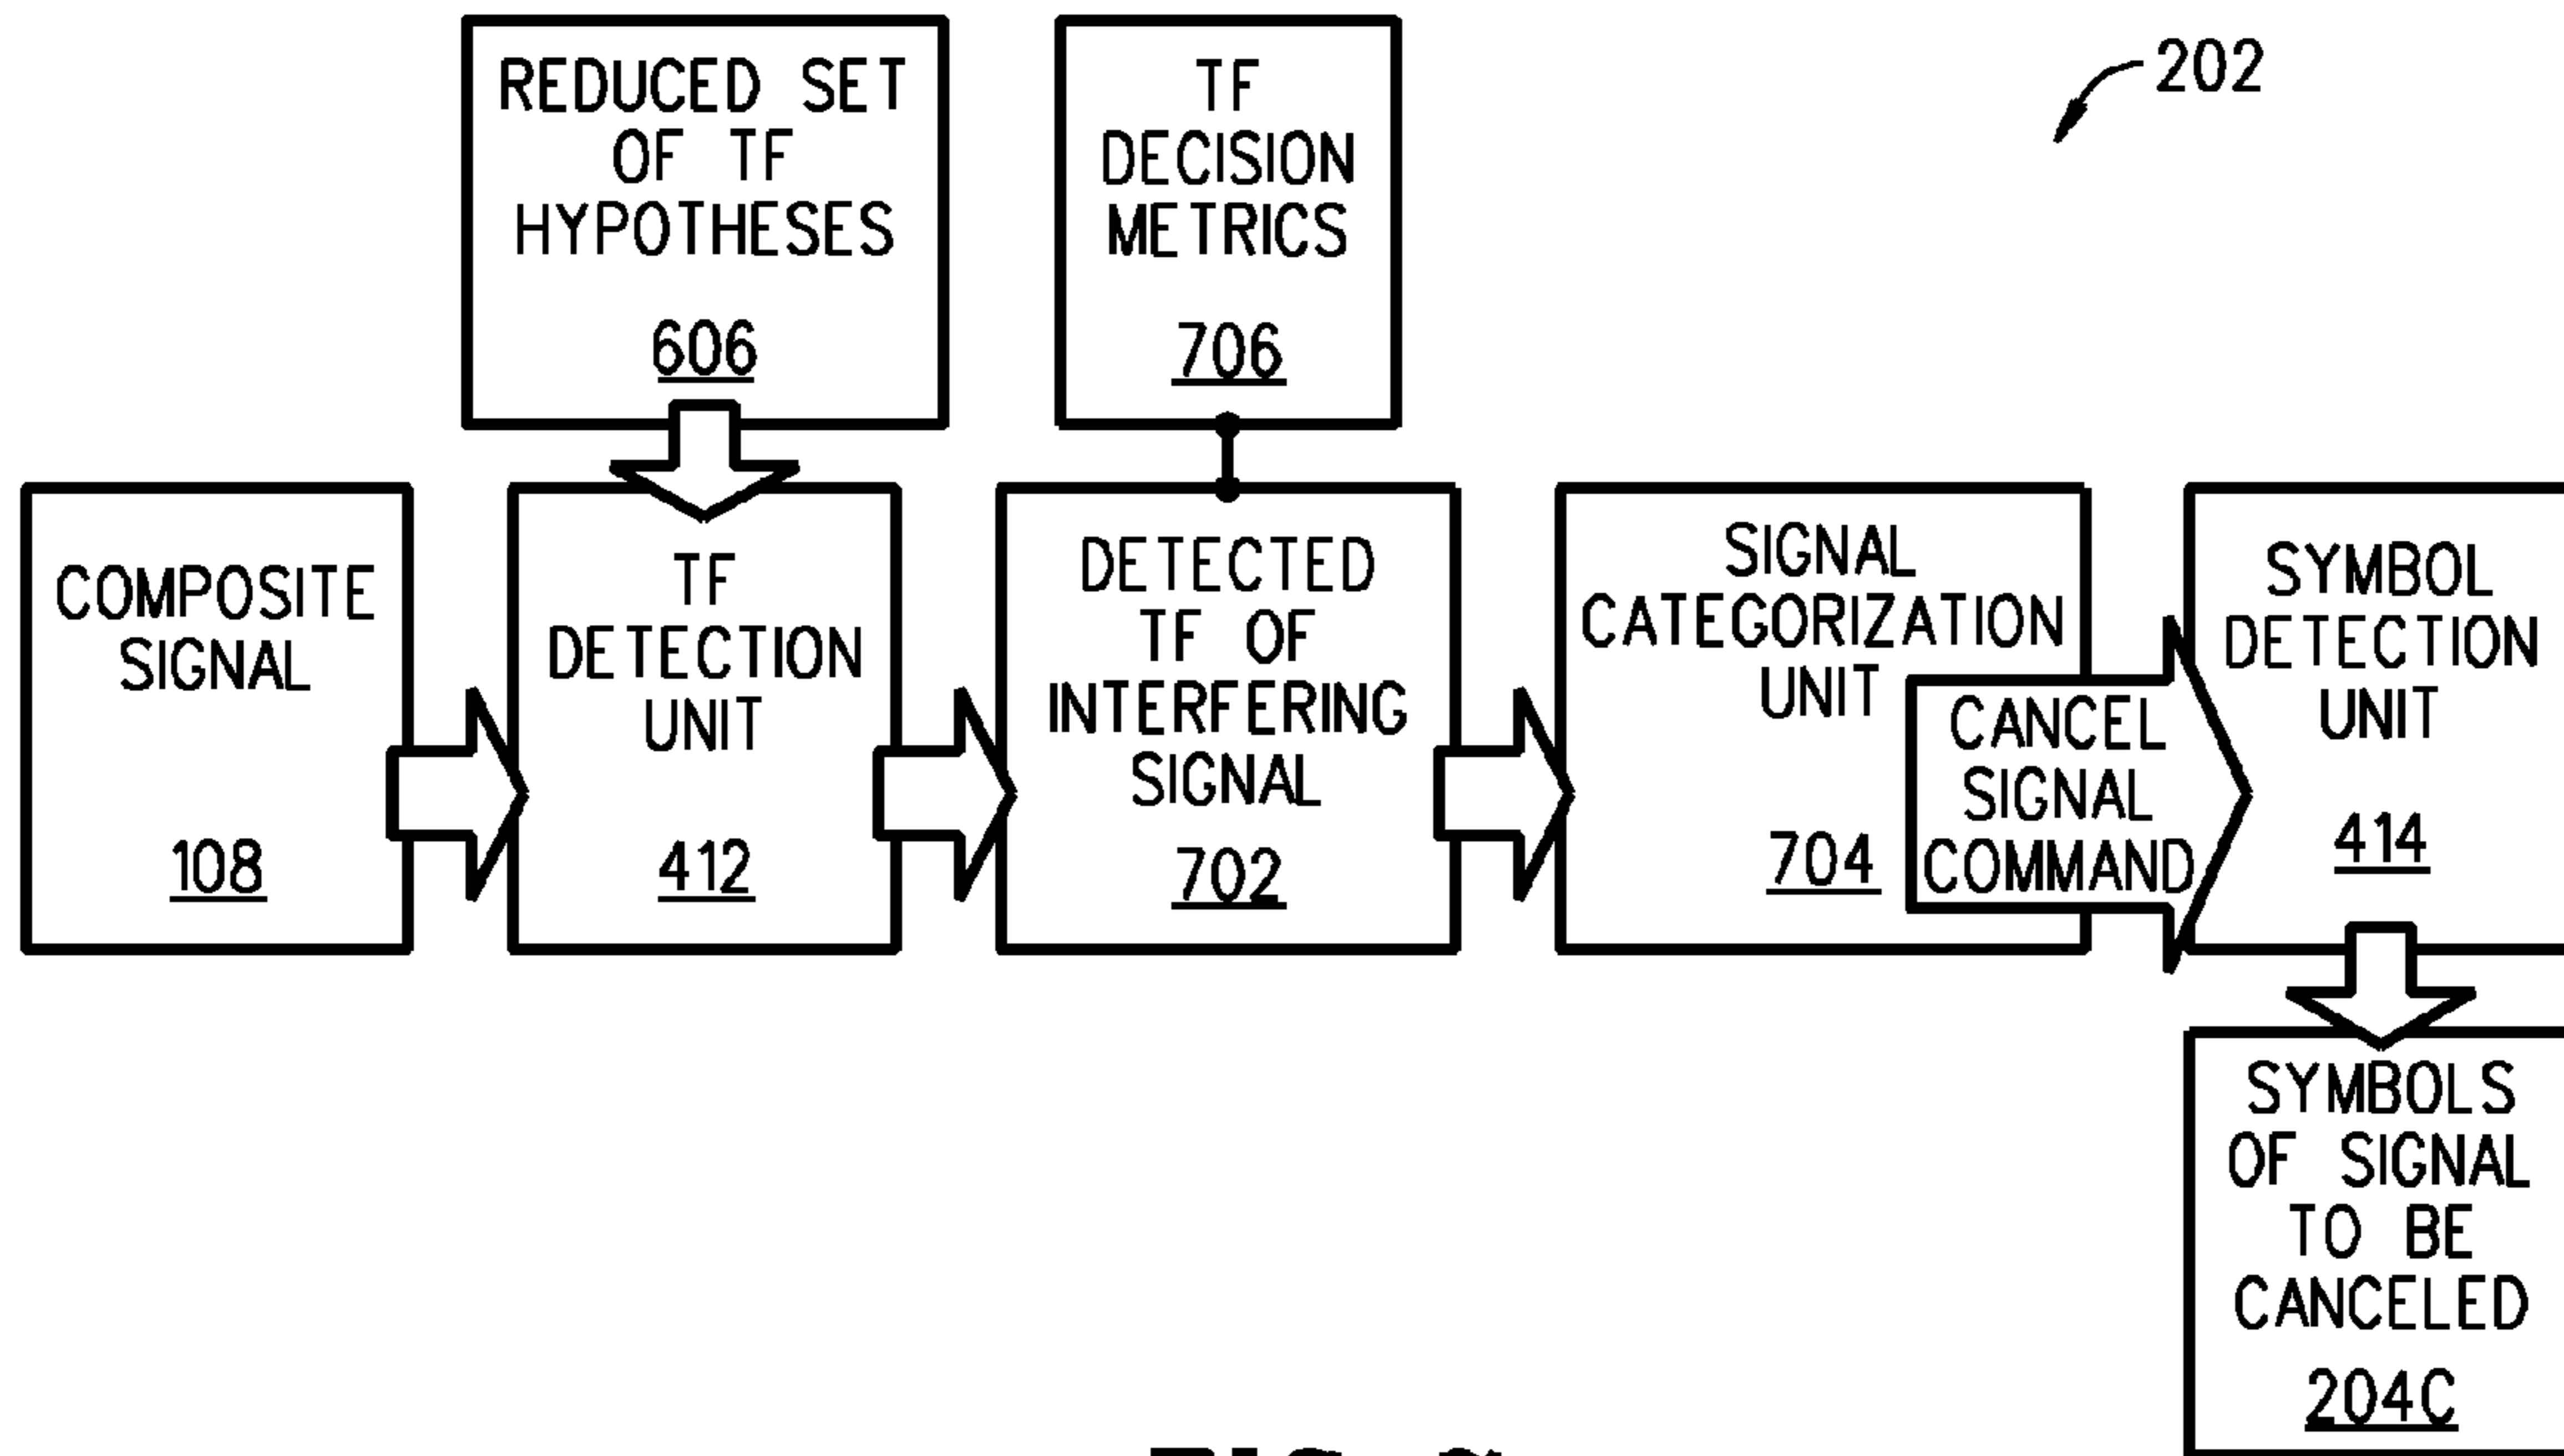 REDUCED SET
OF TF
HYPOTHESES
606
TF
DECISION
METRICS
706
202
COMPOSITE
SIGNAL
108
TF
DETECTION
UNIT
412
DETECTED
TF OF
INTERFERING
SIGNAL
702
SIGNAL
CATEGORIZATION
UNIT
704
CANCEL
SIGNAL
COMMAND
SYMBOL
DETECTION
UNIT
414
SYMBOLS
OF SIGNAL
TO BE
CANCELED
204C